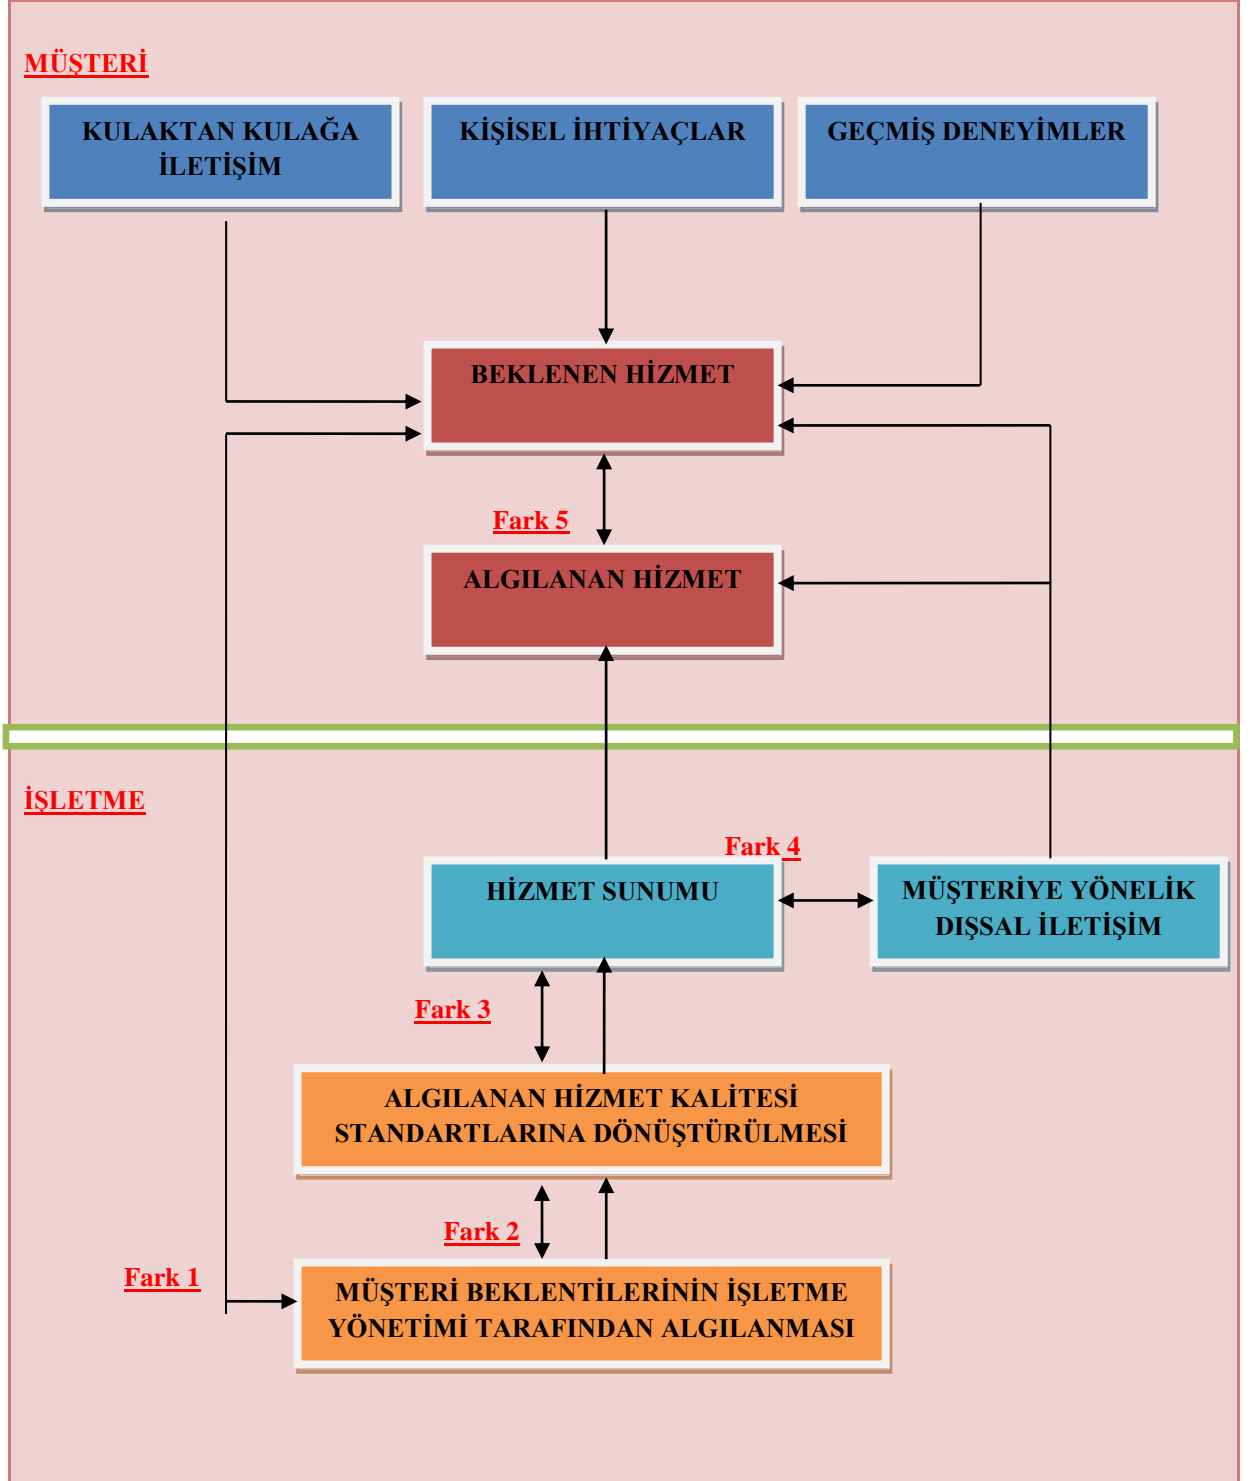 MÜŞTERİ
KULAKTAN KULAĞA
İLETİŞİM
KİŞİSEL İHTİYAÇLAR
GEÇMİŞ DENEYİMLER
BEKLENEN HİZMET
Fark 5
ALGILANAN HİZMET
İŞLETME
Fark 4
HİZMET SUNUMU
MÜŞTERİYE YÖNELİK
DIŞSAL İLETİŞİM
Fark 3
ALGILANAN HİZMET KALİTESİ
STANDARTLARINA DÖNÜŞTÜRÜLMESİ
Fark 2
Fark 1
MÜŞTERİ BEKLENTİLERİNİN İŞLETME
YÖNETİMİ TARAFINDAN ALGILANMASI